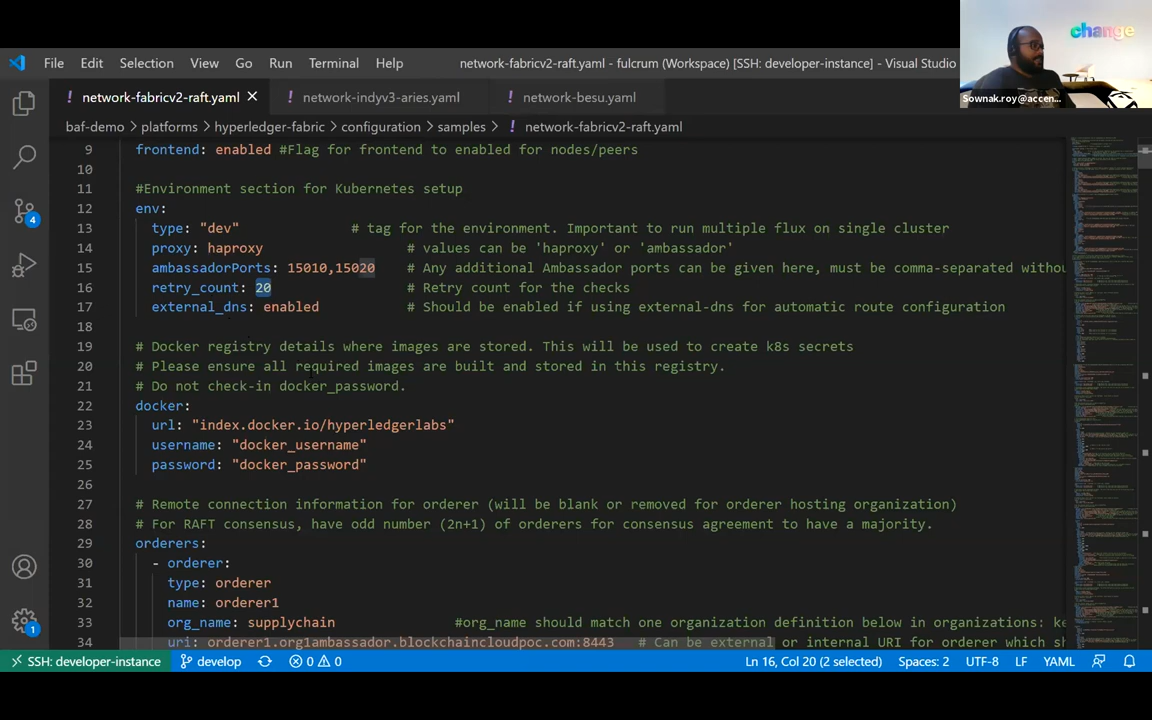 change
Sownak.roy@accen...
File Edit Selection View Go Run Terminal Help network-fabricv2-raft.yaml - fulcrum (Workspace) [SSH: developer-instance] - Visual Studio
! network-fabricv2-raft.yaml × ! network-indyv3-aries.yaml ! network-besu.yaml
baf-demo > platforms > hyperledger-fabric > configuration > samples > ! network-fabricv2-raft.yaml
9 frontend: enabled #Flag for frontend to enabled for nodes/peers
10
11 #Environment section for Kubernetes setup
12 env:
13 type: "dev" # tag for the environment. Important to run multiple flux on single cluster
14 proxy: haproxy # values can be 'haproxy' or 'ambassador'
15 ambassadorPorts: 15010,15020 # Any additional Ambassador ports can be given here, must be comma-separated withou
16 retry_count: 20 # Retry count for the checks
17 external_dns: enabled # Should be enabled if using external-dns for automatic route configuration
18
19 # Docker registry details where images are stored. This will be used to create k8s secrets
20 # Please ensure all required images are built and stored in this registry.
21 # Do not check-in docker_password.
22 docker:
23 url: "index.docker.io/hyperledgerlabs"
24 username: "docker_username"
25 password: "docker_password"
26
27 # Remote connection information for orderer (will be blank or removed for orderer hosting organization)
28 # For RAFT consensus, have odd number (2n+1) of orderers for consensus agreement to have a majority.
29 orderers:
30 - orderer:
31 type: orderer
32 name: orderer1
33 org_name: supplychain #org_name should match one organization definition below in organizations: ke
34 uri: orderer1.org1ambassador.blockchaincloudpoc.com:8443 # Can be external or internal URI for orderer which sh
4
1
SSH: developer-instance develop 0 0 Ln 16, Col 20 (2 selected) Spaces: 2 UTF-8 LF YAML